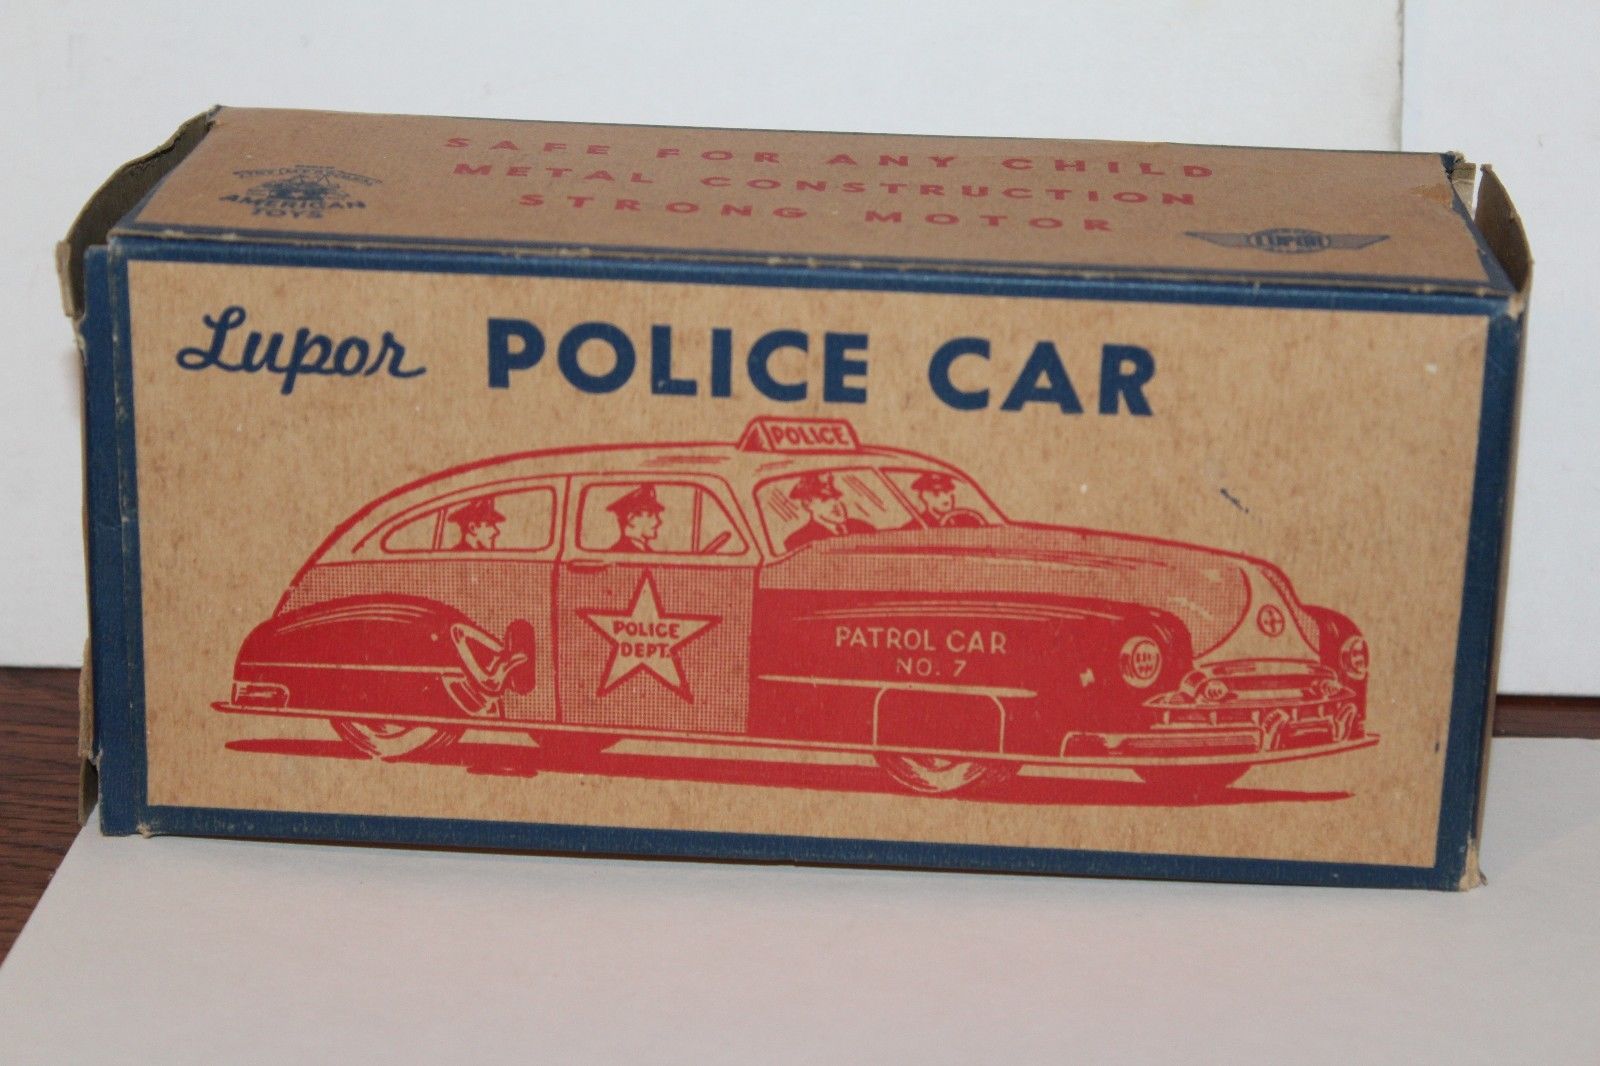 SAFE FOR ANY CHILD
METAL CONSTRUCTION
STRONG MOTOR
AMERICAN
TOYS
LUPOR
Lupor POLICE CAR
POLICE
POLICE
DEPT.
PATROL CAR
NO. 7